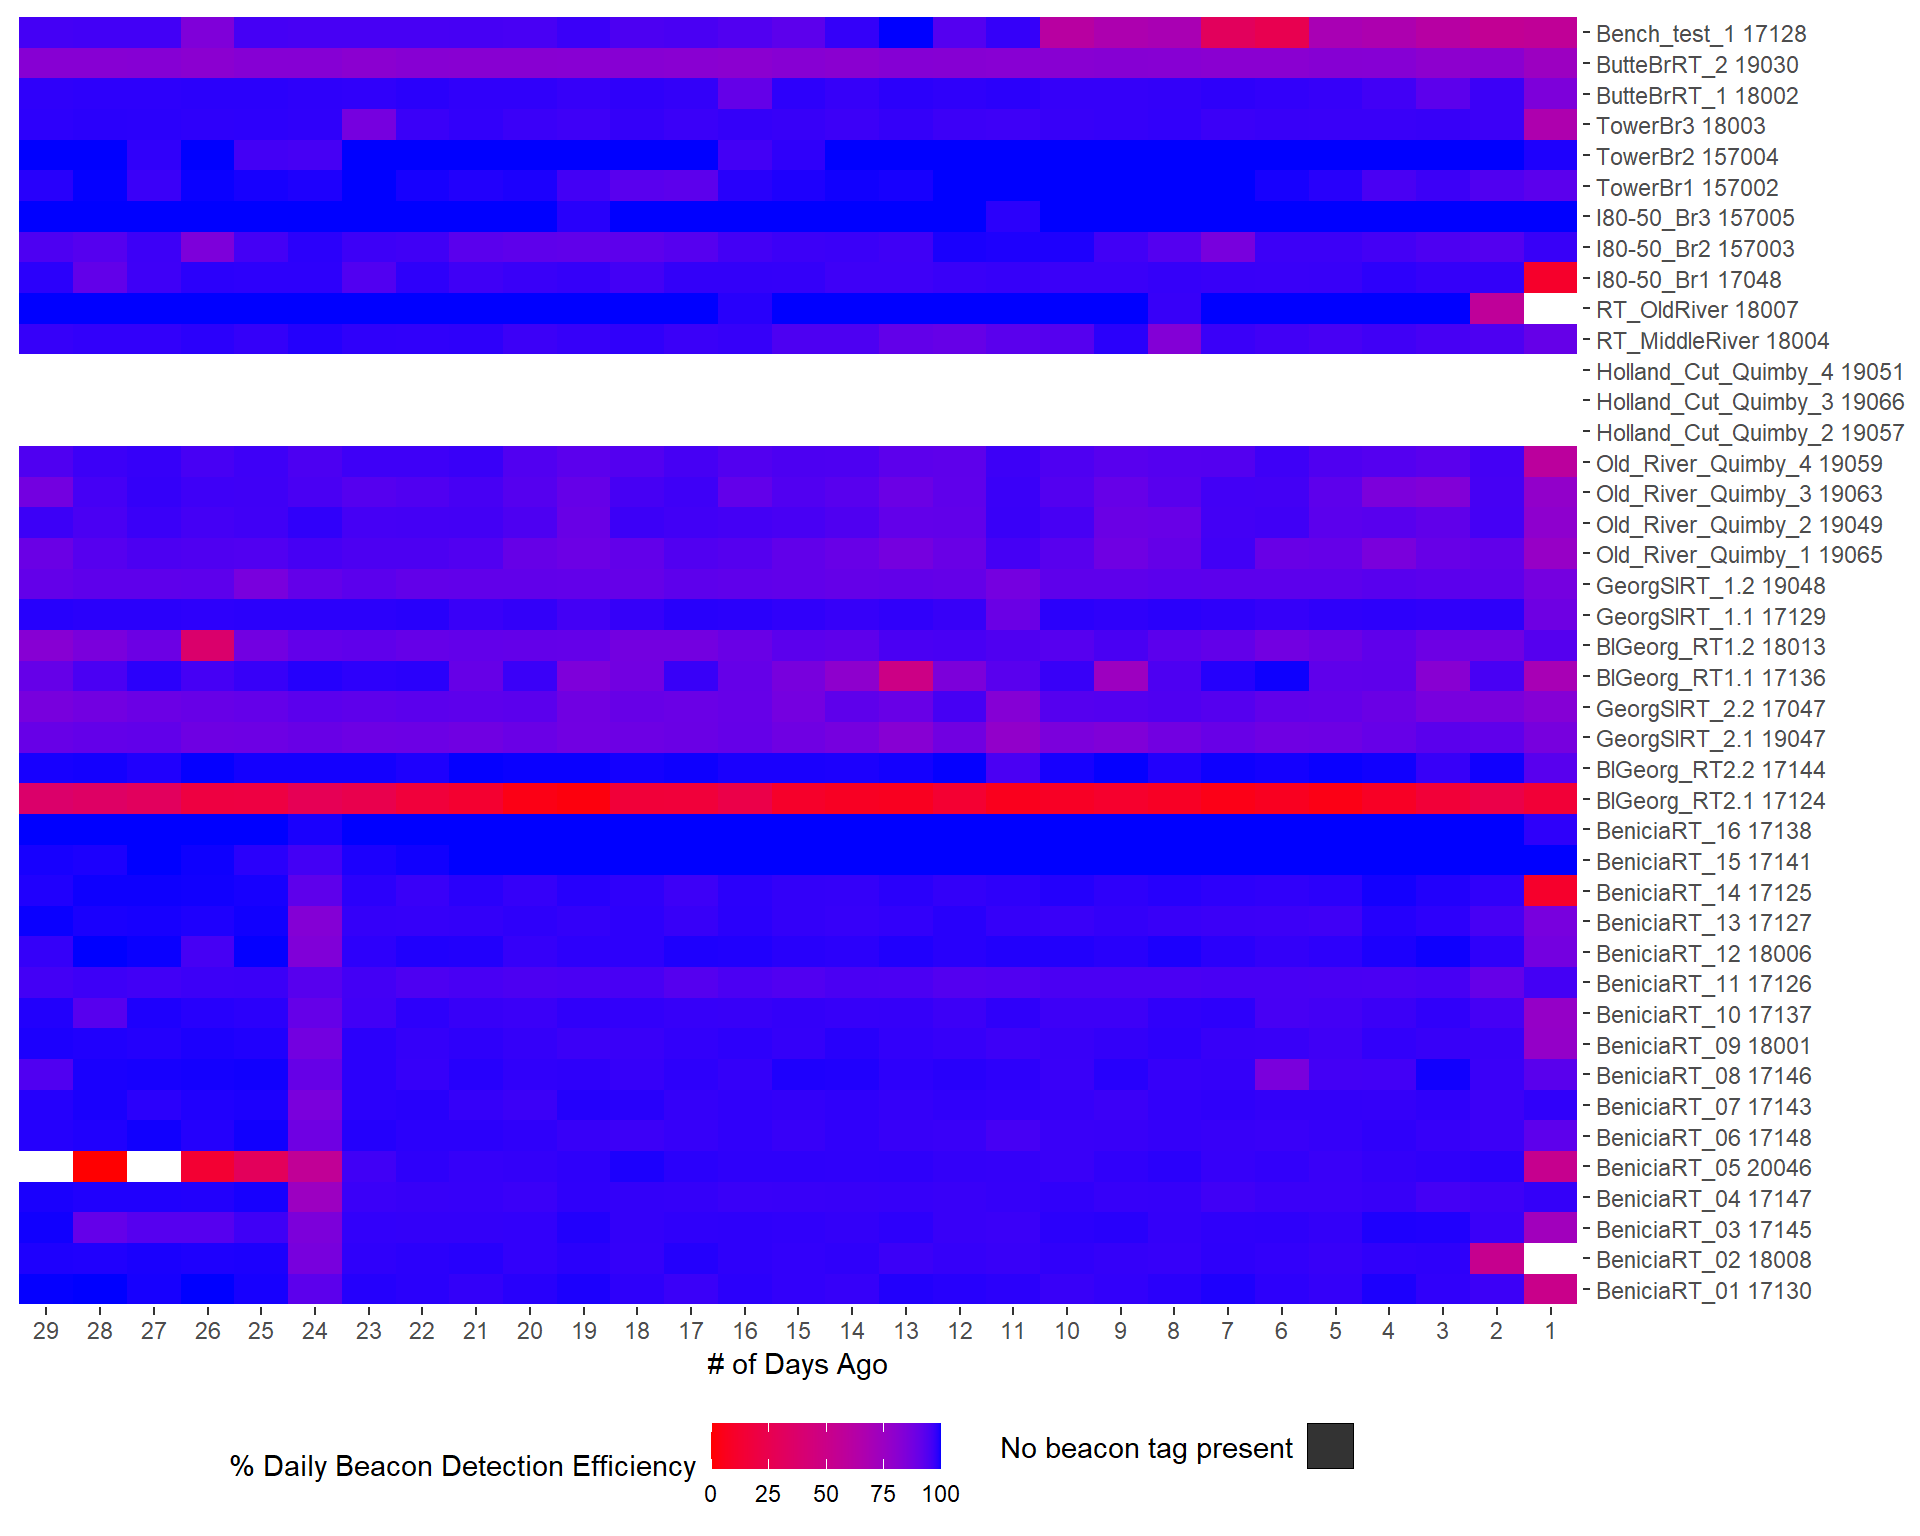 Bench_test_1 17128
ButteBrRT_2 19030
ButteBrRT_1 18002
TowerBr3 18003
TowerBr2 157004
TowerBr1 157002
I80-50_Br3 157005
I80-50_Br2 157003
I80-50_Br1 17048
RT_OldRiver 18007
RT_MiddleRiver 18004
Holland_Cut_Quimby_4 19051
Holland_Cut_Quimby_3 19066
Holland_Cut_Quimby_2 19057
Old_River_Quimby_4 19059
Old_River_Quimby_3 19063
Old_River_Quimby_2 19049
Old_River_Quimby_1 19065
GeorgSlRT_1.2 19048
GeorgSlRT_1.1 17129
BlGeorg_RT1.2 18013
BlGeorg_RT1.1 17136
GeorgSlRT_2.2 17047
GeorgSlRT_2.1 19047
BlGeorg_RT2.2 17144
BlGeorg_RT2.1 17124
BeniciaRT_16 17138
BeniciaRT_15 17141
BeniciaRT_14 17125
BeniciaRT_13 17127
BeniciaRT_12 18006
BeniciaRT_11 17126
BeniciaRT_10 17137
BeniciaRT_09 18001
BeniciaRT_08 17146
BeniciaRT_07 17143
BeniciaRT_06 17148
BeniciaRT_05 20046
BeniciaRT_04 17147
BeniciaRT_03 17145
BeniciaRT_02 18008
BeniciaRT_01 17130
29 28 27 26 25 24 23 22 21 20 19 18 17 16 15 14 13 12 11 10 9 8 7 6 5 4 3 2 1
# of Days Ago
% Daily Beacon Detection Efficiency
0 25 50 75 100
No beacon tag present